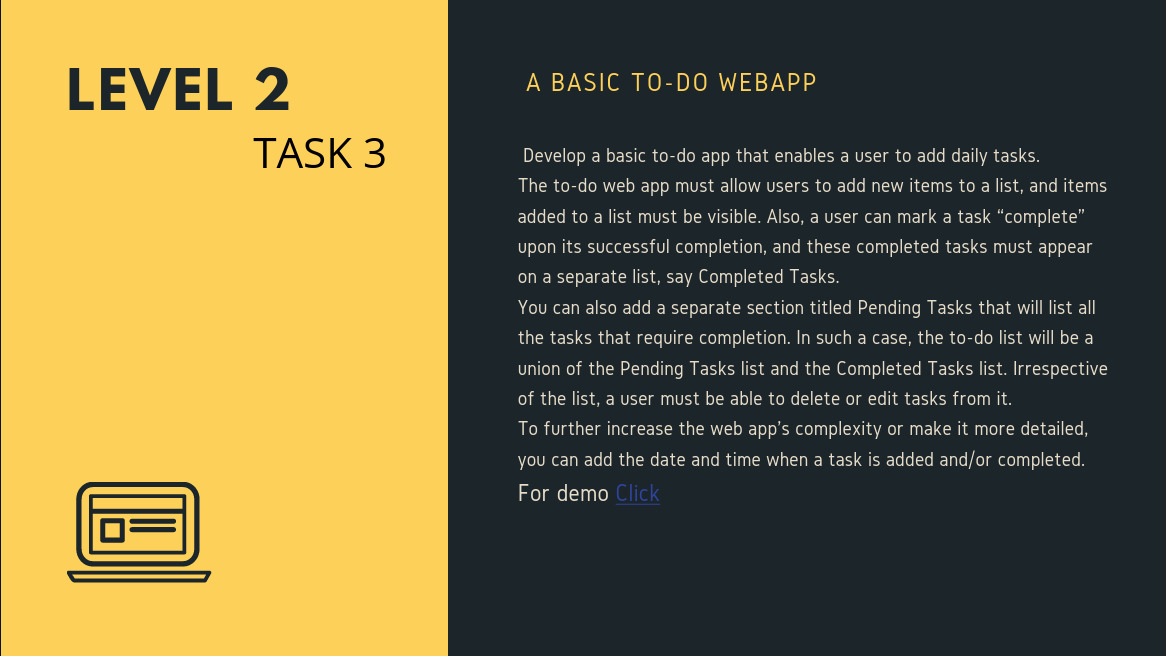 LEVEL 2
TASK 3
A BASIC TO-DO WEBAPP
Develop a basic to-do app that enables a user to add daily tasks.
The to-do web app must allow users to add new items to a list, and items
added to a list must be visible. Also, a user can mark a task “complete”
upon its successful completion, and these completed tasks must appear
on a separate list, say Completed Tasks.
You can also add a separate section titled Pending Tasks that will list all
the tasks that require completion. In such a case, the to-do list will be a
union of the Pending Tasks list and the Completed Tasks list. Irrespective
of the list, a user must be able to delete or edit tasks from it.
To further increase the web app’s complexity or make it more detailed,
you can add the date and time when a task is added and/or completed.
For demo Click